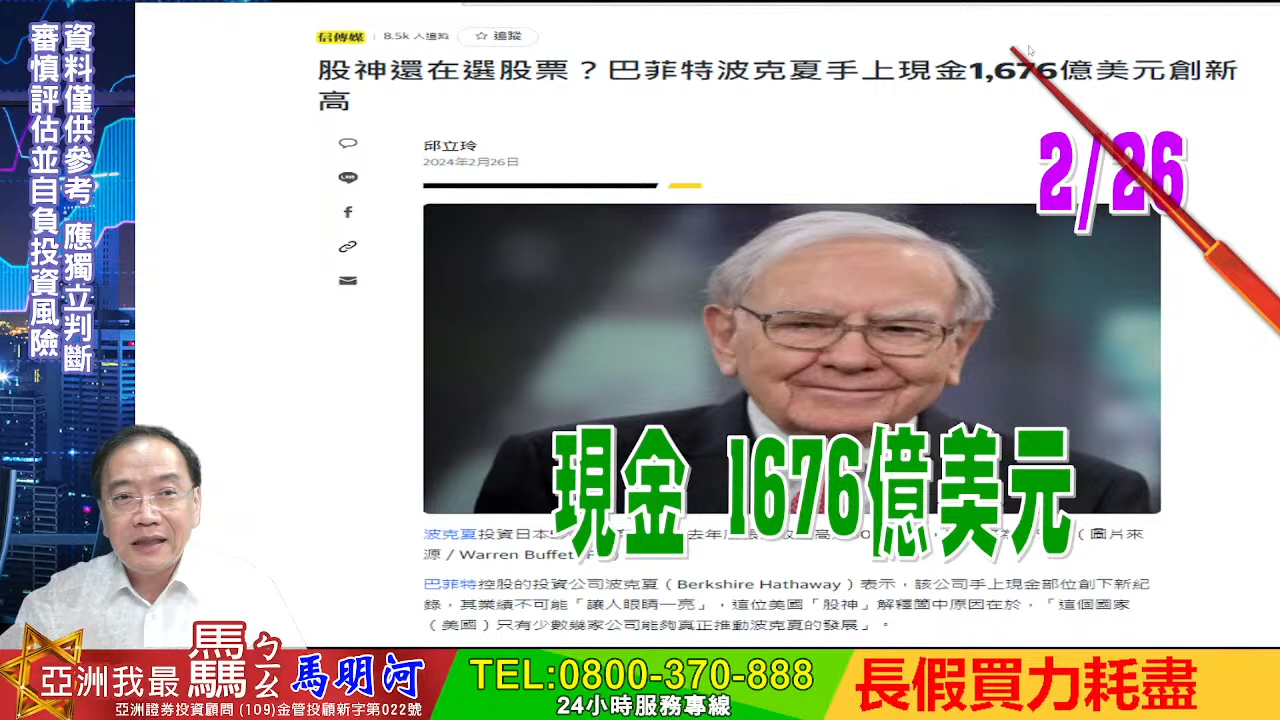 資料僅供參考 應獨立判斷
審慎評估並自負投資風險
信傳媒 8.5k 人追蹤 ☆ 追蹤
股神還在選股票？巴菲特波克夏手上現金1,676億美元創新
高
邱立玲
2024年2月26日
2/26
LINE
現金 1676億美元
波克夏投資日本
（圖片來
源 / Warren Buffett
巴菲特控股的投資公司波克夏（Berkshire Hathaway）表示，該公司手上現金部位創下新紀
錄，其業績不可能「讓人眼睛一亮」，這位美國「股神」解釋箇中原因在於，「這個國家
（美國）只有少數幾家公司能夠真正推動波克夏的發展」。
亞洲我最馬驫 ㄅㄧㄠ 馬明河
亞洲證券投資顧問 (109)金管投顧新字第022號
TEL:0800-370-888
24小時服務專線
長假買力耗盡